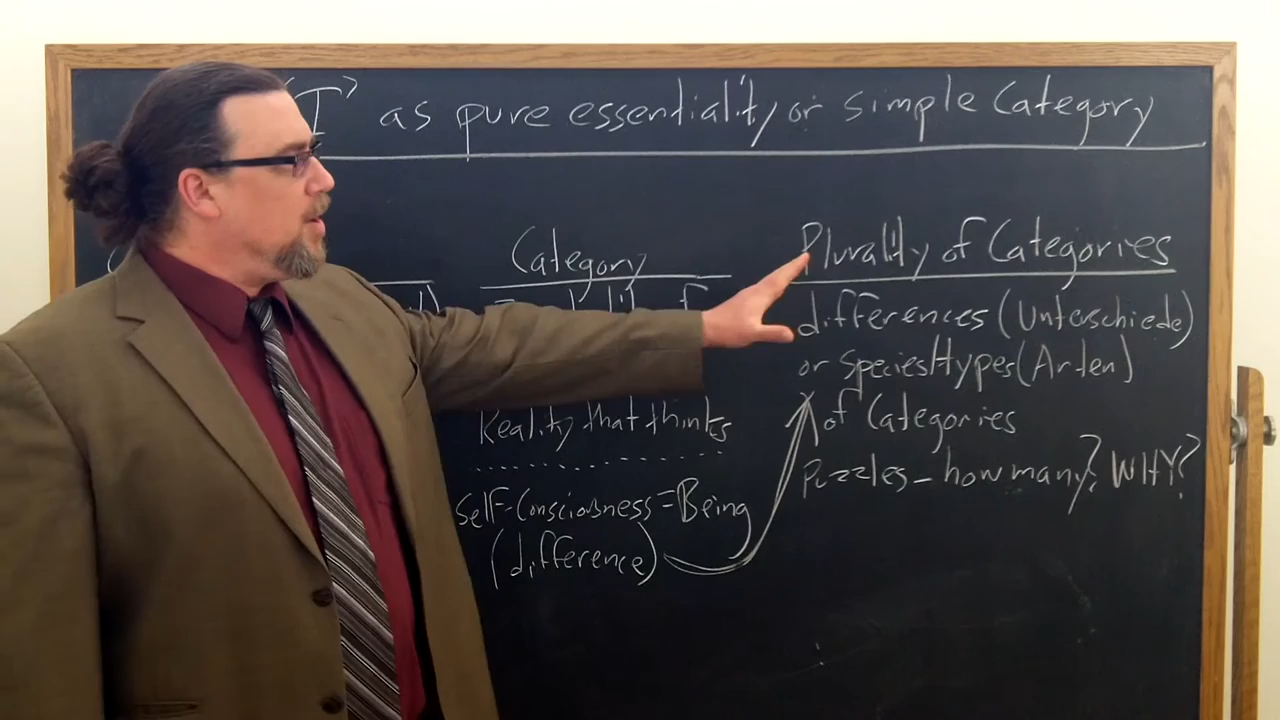 "I" as pure essentiality or simple Category
Category
Plurality of Categories
differences (Unterschiede)
or species/types (Arten)
of Categories
puzzles - how many? WHY?
Reality that thinks
Self-Consciousness = Being
(difference)